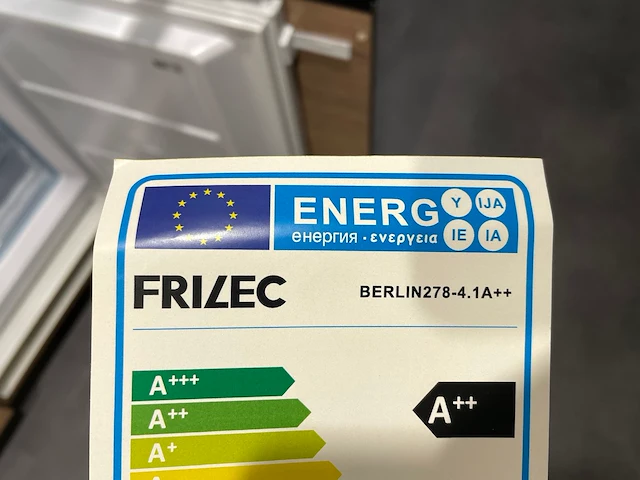 ENERG Y IJA
енергия · ενεργεια IE IA
FRILEC BERLIN278-4.1A++
A+++
A++ A++
A+